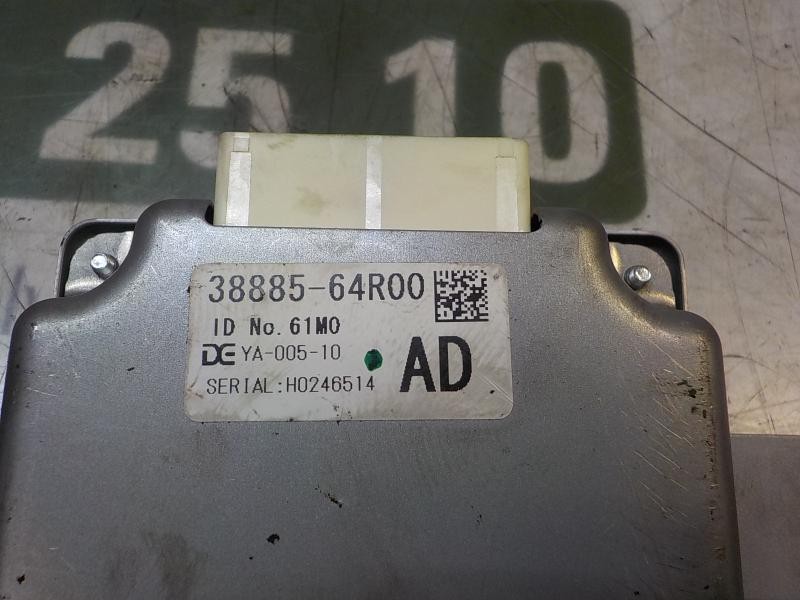 25 10
38885-64R00
ID No. 61M0
DE YA-005-10
SERIAL:H0246514
AD